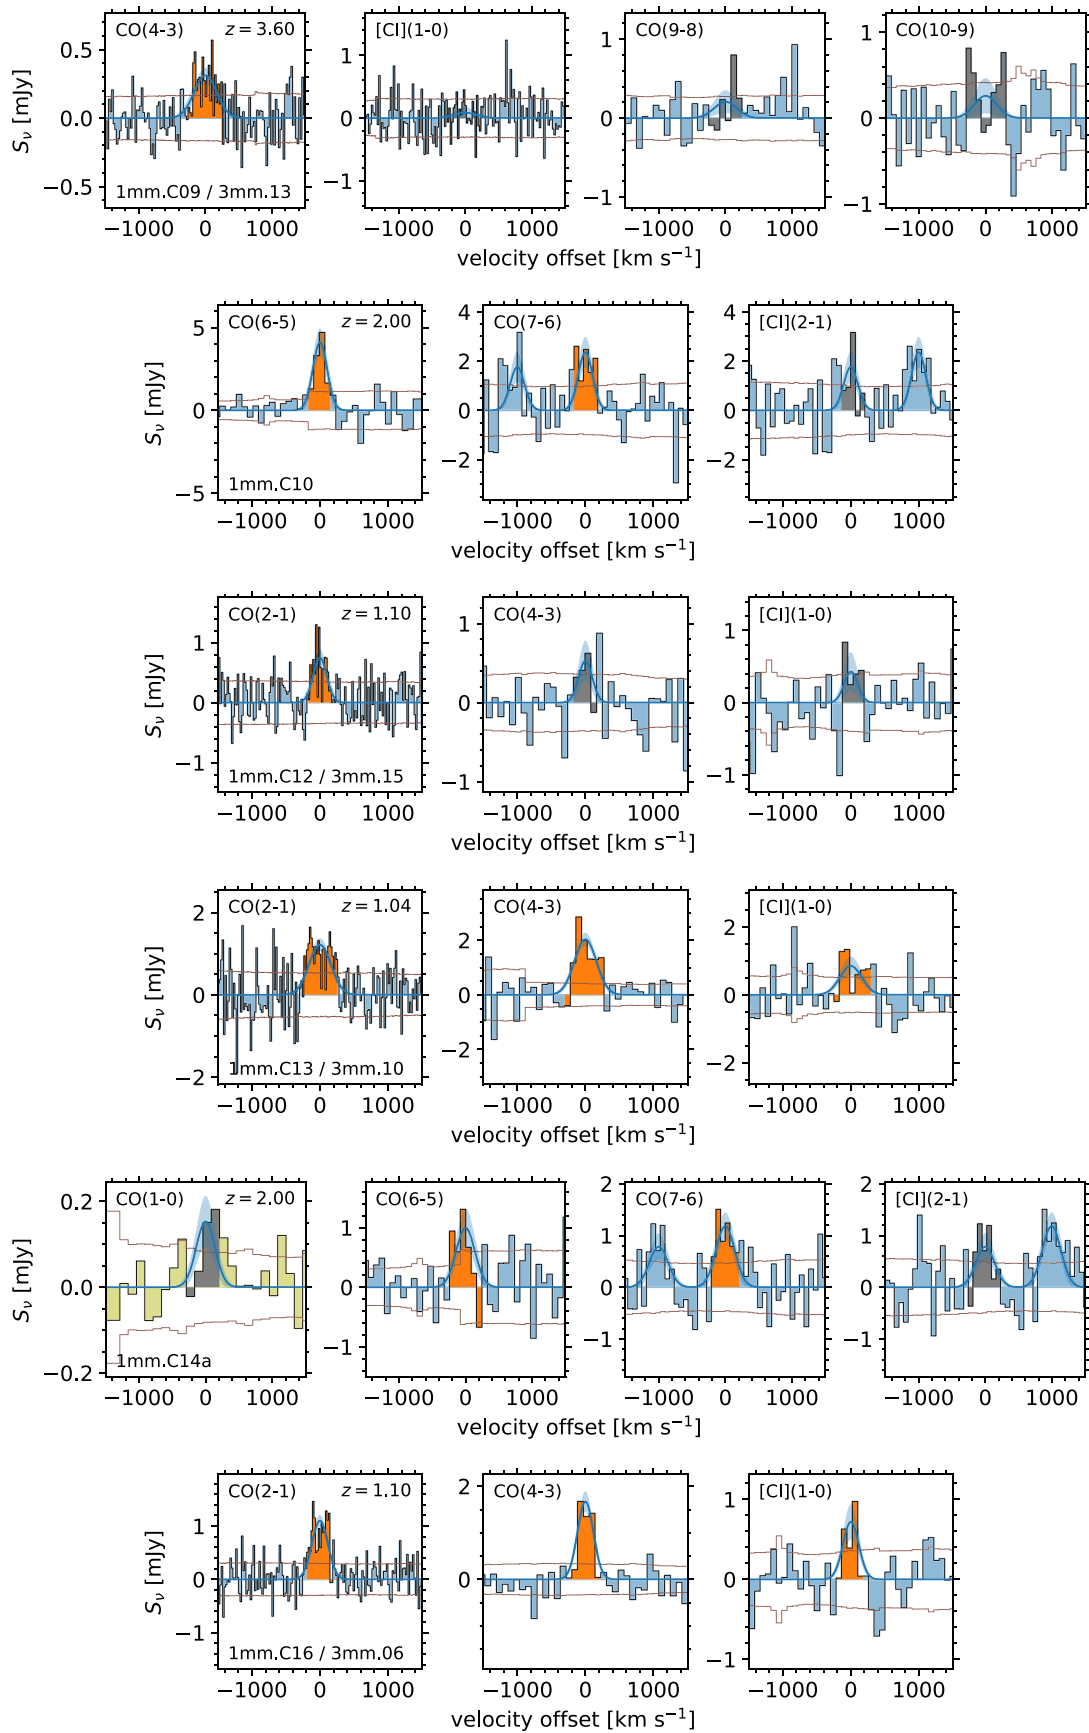 CO(4-3) z = 3.60
[CI](1-0)
CO(9-8)
CO(10-9)
S_ν [mJy]
0.5
0.0
−0.5
1
0
−1
1
0
−1
1
0
−1
1mm.C09 / 3mm.13
−1000 0 1000
−1000 0 1000
−1000 0 1000
−1000 0 1000
velocity offset [km s⁻¹]
velocity offset [km s⁻¹]
CO(6-5) z = 2.00
CO(7-6)
[CI](2-1)
S_ν [mJy]
5
0
−5
4
2
0
−2
4
2
0
−2
1mm.C10
−1000 0 1000
−1000 0 1000
−1000 0 1000
velocity offset [km s⁻¹]
CO(2-1) z = 1.10
CO(4-3)
[CI](1-0)
S_ν [mJy]
1
0
−1
1
0
−1
1
0
−1
1mm.C12 / 3mm.15
−1000 0 1000
−1000 0 1000
−1000 0 1000
velocity offset [km s⁻¹]
CO(2-1) z = 1.04
CO(4-3)
[CI](1-0)
S_ν [mJy]
2
0
−2
2
0
−2
2
0
−2
1mm.C13 / 3mm.10
−1000 0 1000
−1000 0 1000
−1000 0 1000
velocity offset [km s⁻¹]
CO(1-0) z = 2.00
CO(6-5)
CO(7-6)
[CI](2-1)
S_ν [mJy]
0.2
0.0
−0.2
1
0
−1
2
1
0
−1
2
1
0
−1
1mm.C14a
−1000 0 1000
−1000 0 1000
−1000 0 1000
−1000 0 1000
velocity offset [km s⁻¹]
velocity offset [km s⁻¹]
CO(2-1) z = 1.10
CO(4-3)
[CI](1-0)
S_ν [mJy]
1
0
−1
2
0
1
0
−1
1mm.C16 / 3mm.06
−1000 0 1000
−1000 0 1000
−1000 0 1000
velocity offset [km s⁻¹]